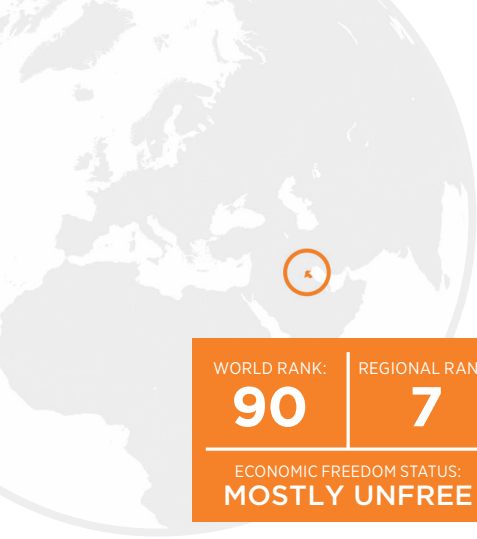 WORLD RANK:
90
REGIONAL RAN
7
ECONOMIC FREEDOM STATUS:
MOSTLY UNFREE